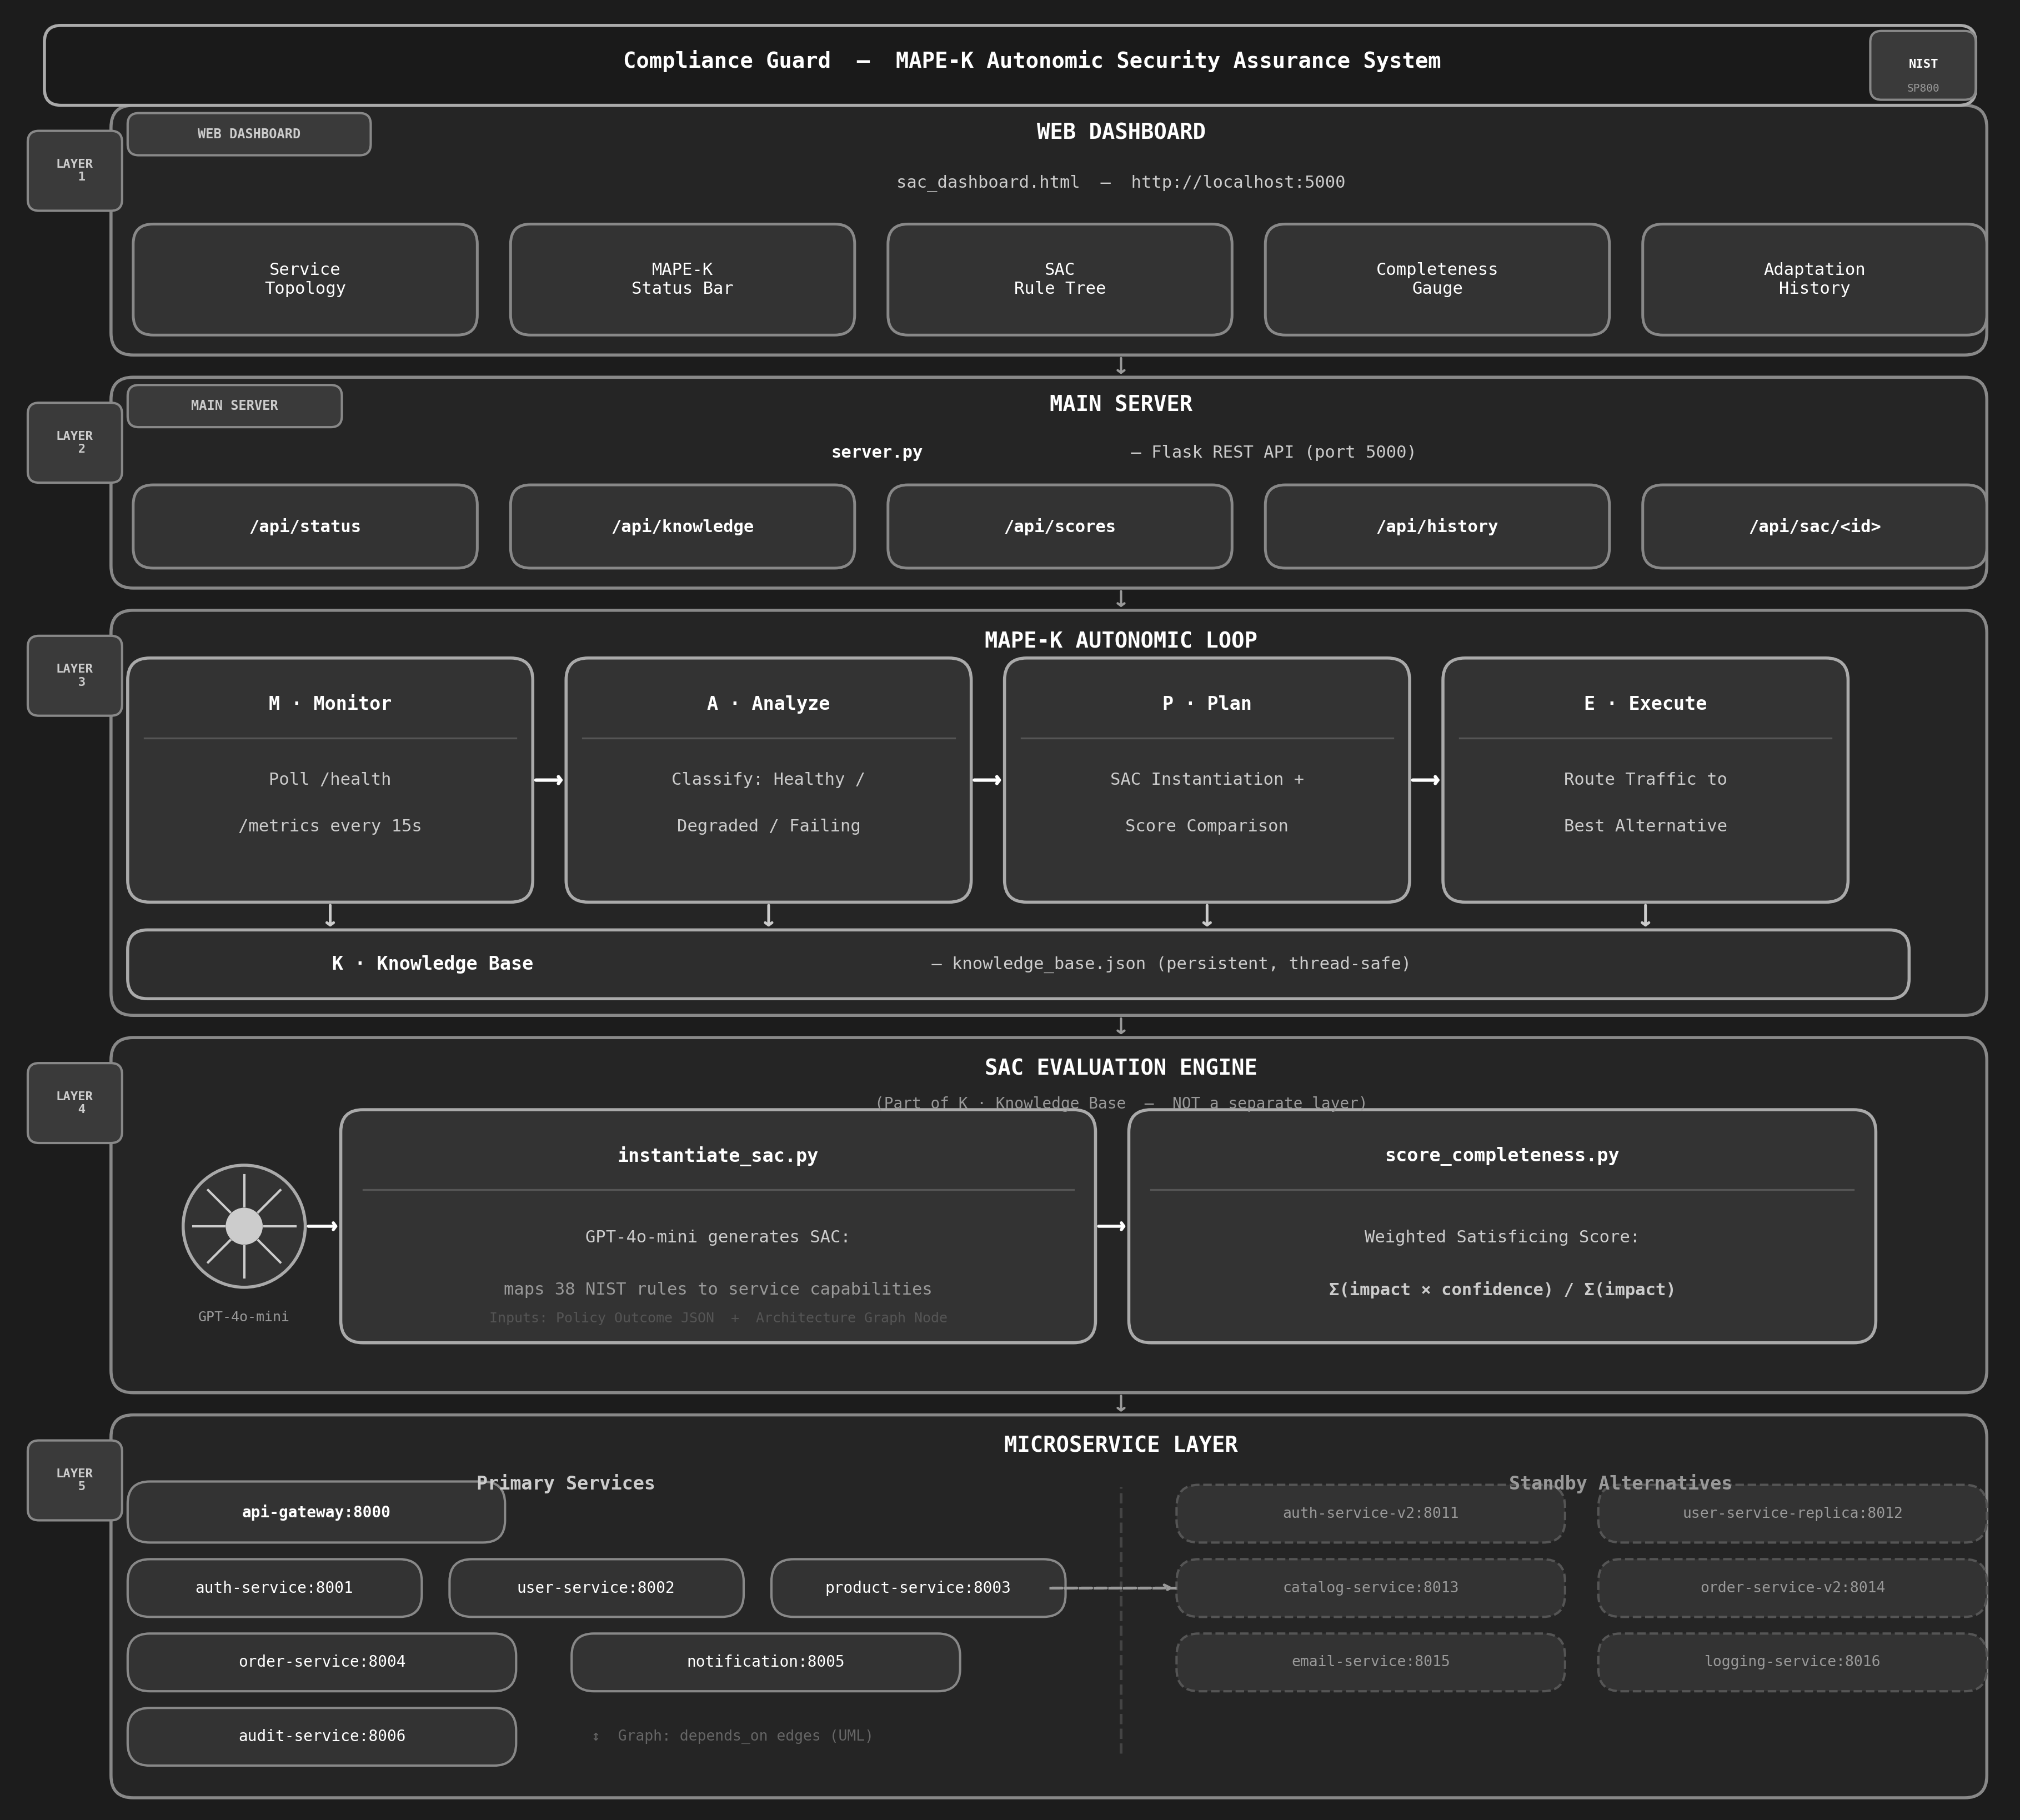 Compliance Guard — MAPE-K Autonomic Security Assurance System
NIST
SP800
LAYER
1
WEB DASHBOARD
WEB DASHBOARD
sac_dashboard.html — http://localhost:5000
Service
Topology
MAPE-K
Status Bar
SAC
Rule Tree
Completeness
Gauge
Adaptation
History
LAYER
2
MAIN SERVER
MAIN SERVER
server.py — Flask REST API (port 5000)
/api/status
/api/knowledge
/api/scores
/api/history
/api/sac/<id>
LAYER
3
MAPE-K AUTONOMIC LOOP
M · Monitor
Poll /health
/metrics every 15s
A · Analyze
Classify: Healthy /
Degraded / Failing
P · Plan
SAC Instantiation +
Score Comparison
E · Execute
Route Traffic to
Best Alternative
K · Knowledge Base — knowledge_base.json (persistent, thread-safe)
LAYER
4
SAC EVALUATION ENGINE
(Part of K · Knowledge Base — NOT a separate layer)
GPT-4o-mini
instantiate_sac.py
GPT-4o-mini generates SAC:
maps 38 NIST rules to service capabilities
Inputs: Policy Outcome JSON + Architecture Graph Node
score_completeness.py
Weighted Satisficing Score:
Σ(impact × confidence) / Σ(impact)
LAYER
5
MICROSERVICE LAYER
Primary Services
api-gateway:8000
auth-service:8001
user-service:8002
product-service:8003
order-service:8004
notification:8005
audit-service:8006
↕ Graph: depends_on edges (UML)
Standby Alternatives
auth-service-v2:8011
user-service-replica:8012
catalog-service:8013
order-service-v2:8014
email-service:8015
logging-service:8016